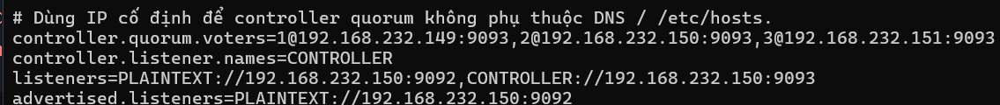 # Dùng IP cố định để controller quorum không phụ thuộc DNS / /etc/hosts.
controller.quorum.voters=1@192.168.232.149:9093,2@192.168.232.150:9093,3@192.168.232.151:9093
controller.listener.names=CONTROLLER
listeners=PLAINTEXT://192.168.232.150:9092,CONTROLLER://192.168.232.150:9093
advertised.listeners=PLAINTEXT://192.168.232.150:9092